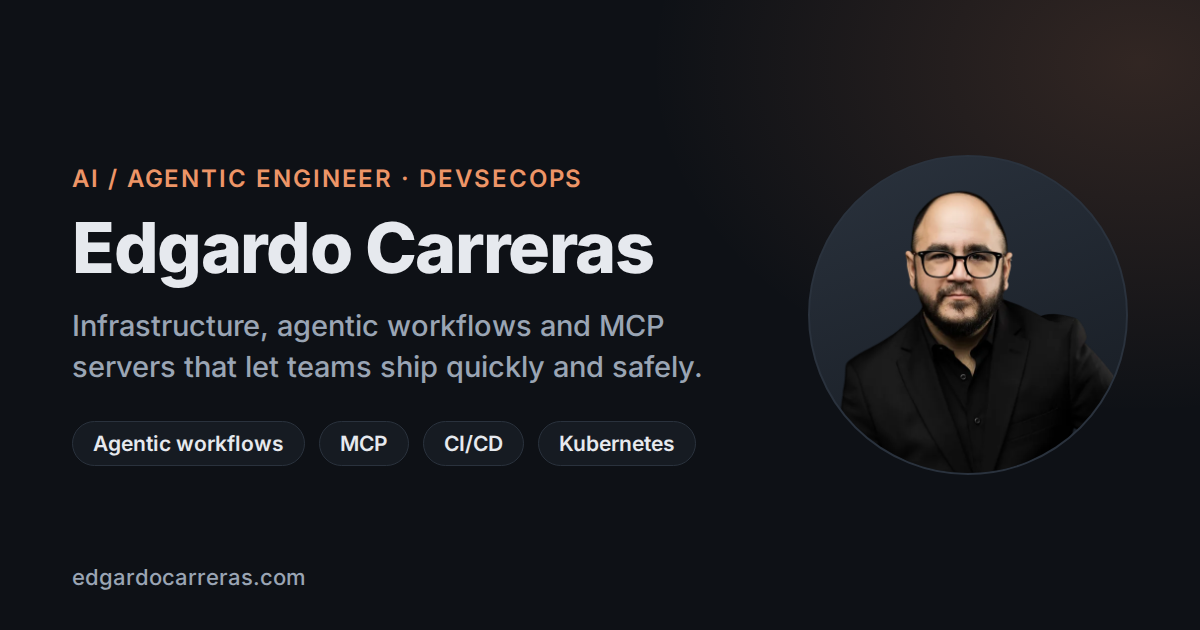 AI / AGENTIC ENGINEER · DEVSECOPS
Edgardo Carreras
Infrastructure, agentic workflows and MCP
servers that let teams ship quickly and safely.
Agentic workflows MCP CI/CD Kubernetes
edgardocarreras.com